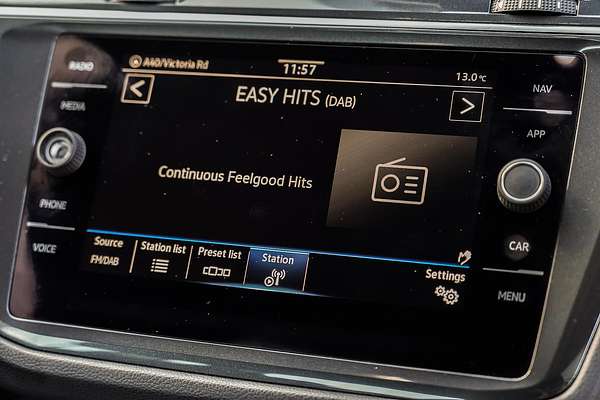 A40/Victoria Rd
11:57
13.0°C
EASY HITS (DAB)
Continuous Feelgood Hits
Source
FM/DAB
Station list
Preset list
Station
Settings
RADIO
MEDIA
PHONE
VOICE
NAV
APP
CAR
MENU